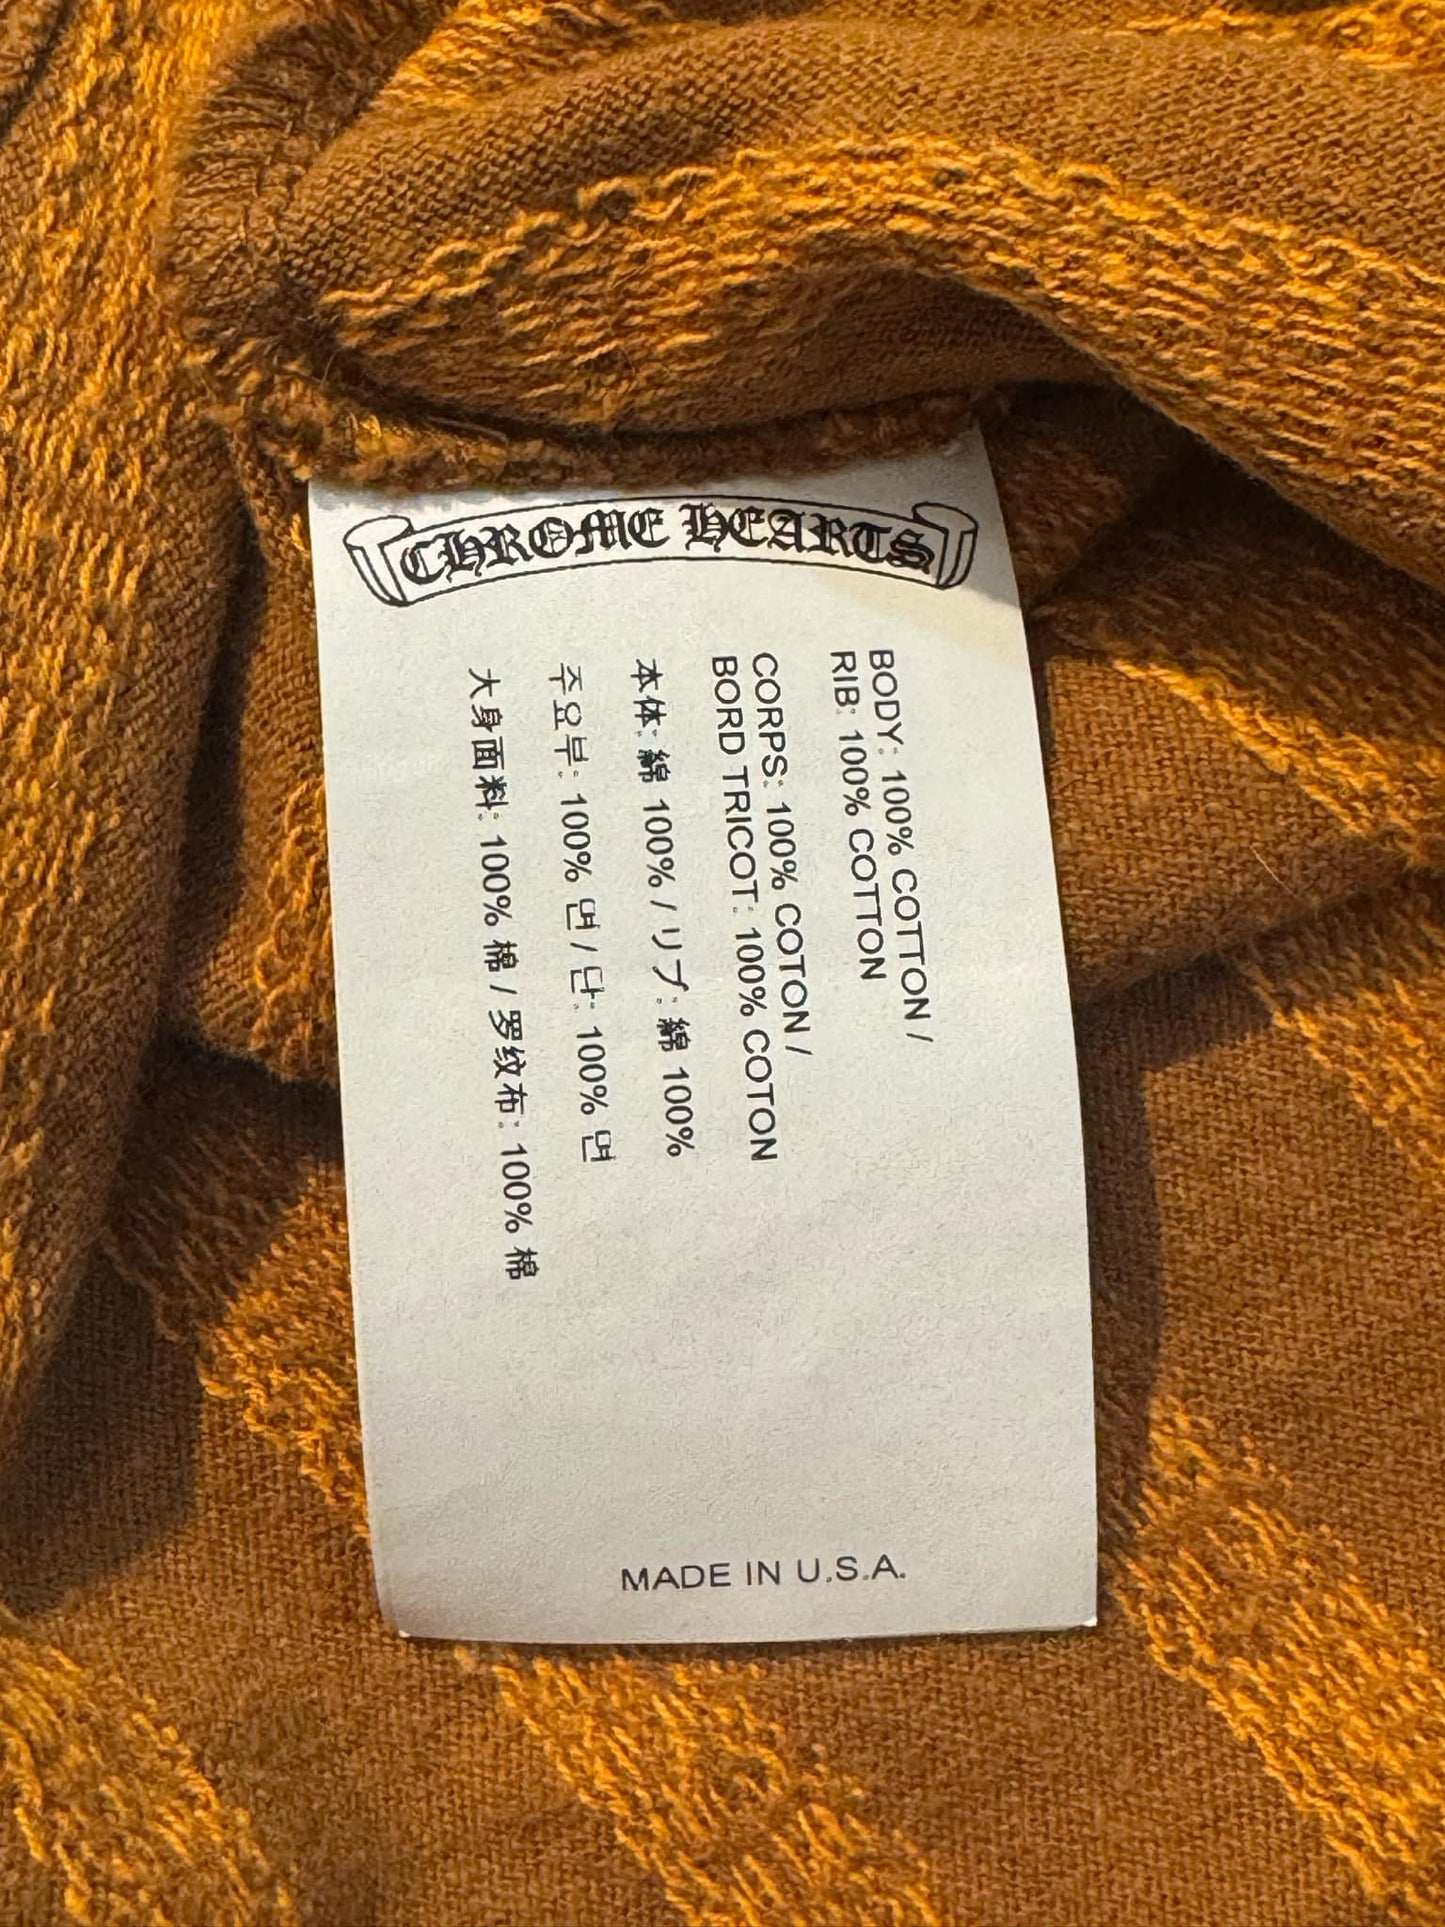 CHROME HEARTS
BODY: 100% COTTON /
RIB: 100% COTTON
CORPS: 100% COTON /
BORD TRICOT: 100% COTON
本体: 綿 100% / リブ: 綿 100%
주요부: 100% 면 / 단: 100% 면
大身面料: 100% 棉 / 罗纹布: 100% 棉
MADE IN U.S.A.